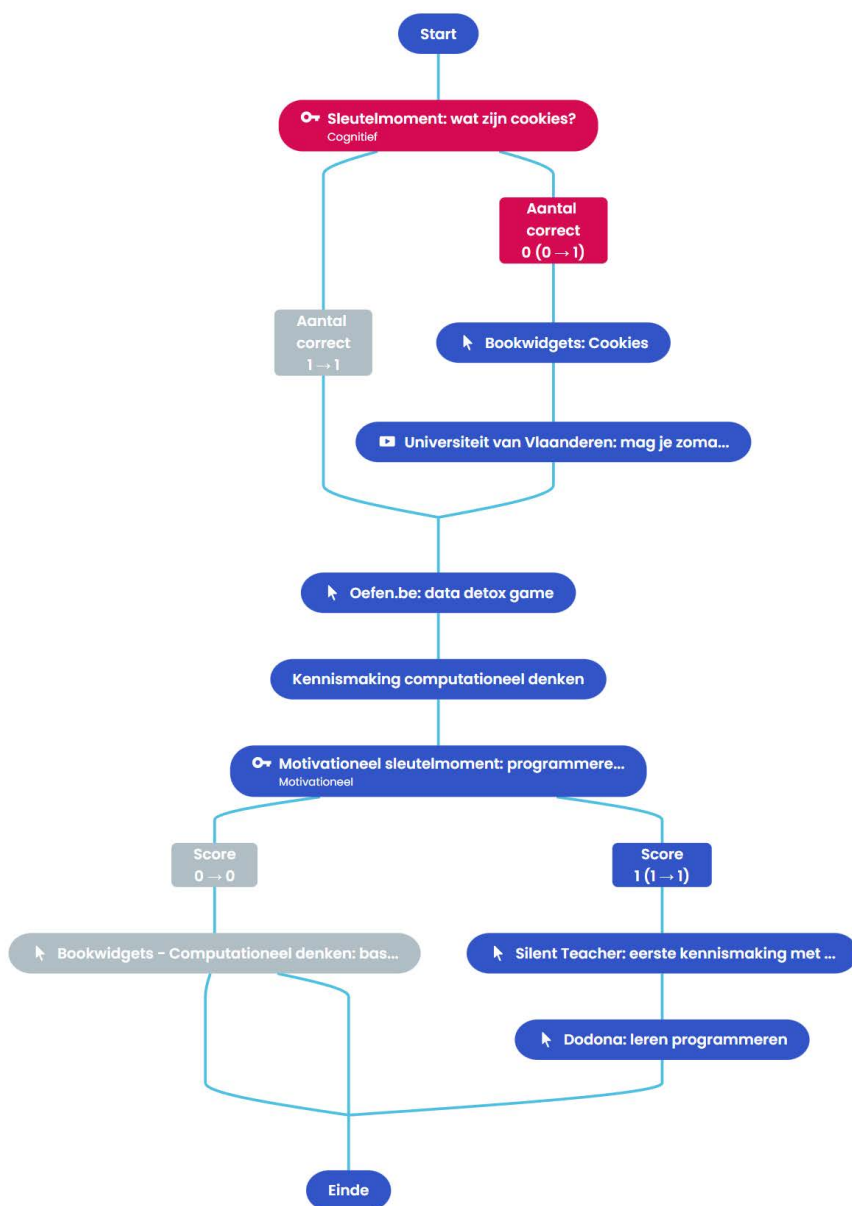 Start
Sleutelmoment: wat zijn cookies?
Cognitief
Aantal
correct
0 (0 → 1)
Aantal
correct
1 → 1
Bookwidgets: Cookies
Universiteit van Vlaanderen: mag je zoma...
Oefen.be: data detox game
Kennismaking computationeel denken
Motivationeel sleutelmoment: programmere...
Motivationeel
Score
0 → 0
Score
1 (1 → 1)
Bookwidgets - Computationeel denken: bas...
Silent Teacher: eerste kennismaking met ...
Dodona: leren programmeren
Einde